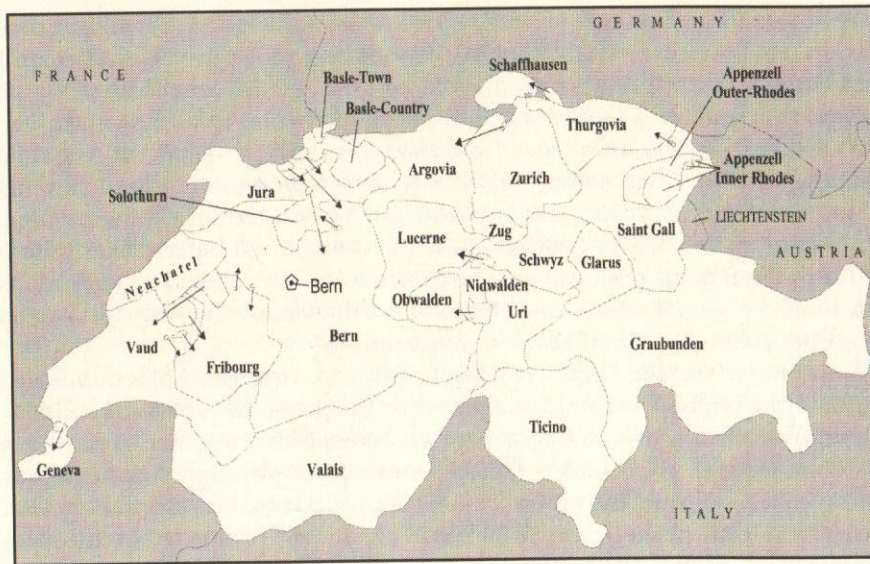 GERMANY
FRANCE
Schaffhausen
Basle-Town
Basle-Country
Appenzell
Outer-Rhodes
Thurgovia
Argovia
Zurich
Appenzell
Inner Rhodes
Solothurn
Jura
Saint Gall
LIECHTENSTEIN
Lucerne
Zug
AUSTRIA
Schwyz
Glarus
Neucharel
Bern
Nidwalden
Obwalden
Uri
Bern
Vaud
Fribourg
Graubunden
Ticino
Geneva
Valais
ITALY